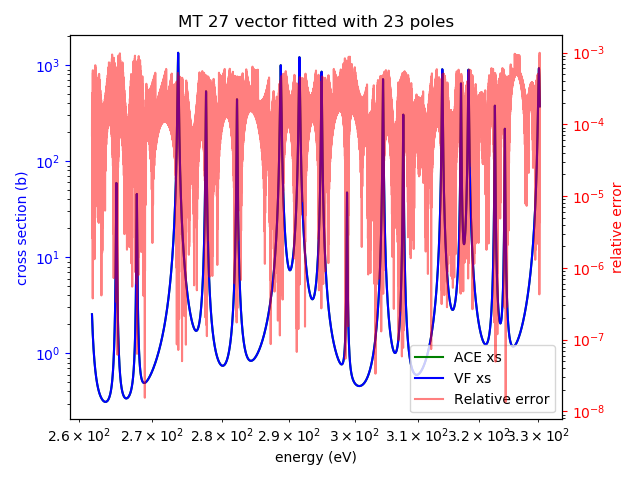 MT 27 vector fitted with 23 poles
cross section (b)
10³
10²
10¹
10⁰
10⁻³
10⁻⁴
10⁻⁵
10⁻⁶
10⁻⁷
10⁻⁸
relative error
ACE xs
VF xs
Relative error
2.6 × 10² 2.7 × 10² 2.8 × 10² 2.9 × 10² 3 × 10² 3.1 × 10² 3.2 × 10² 3.3 × 10²
energy (eV)